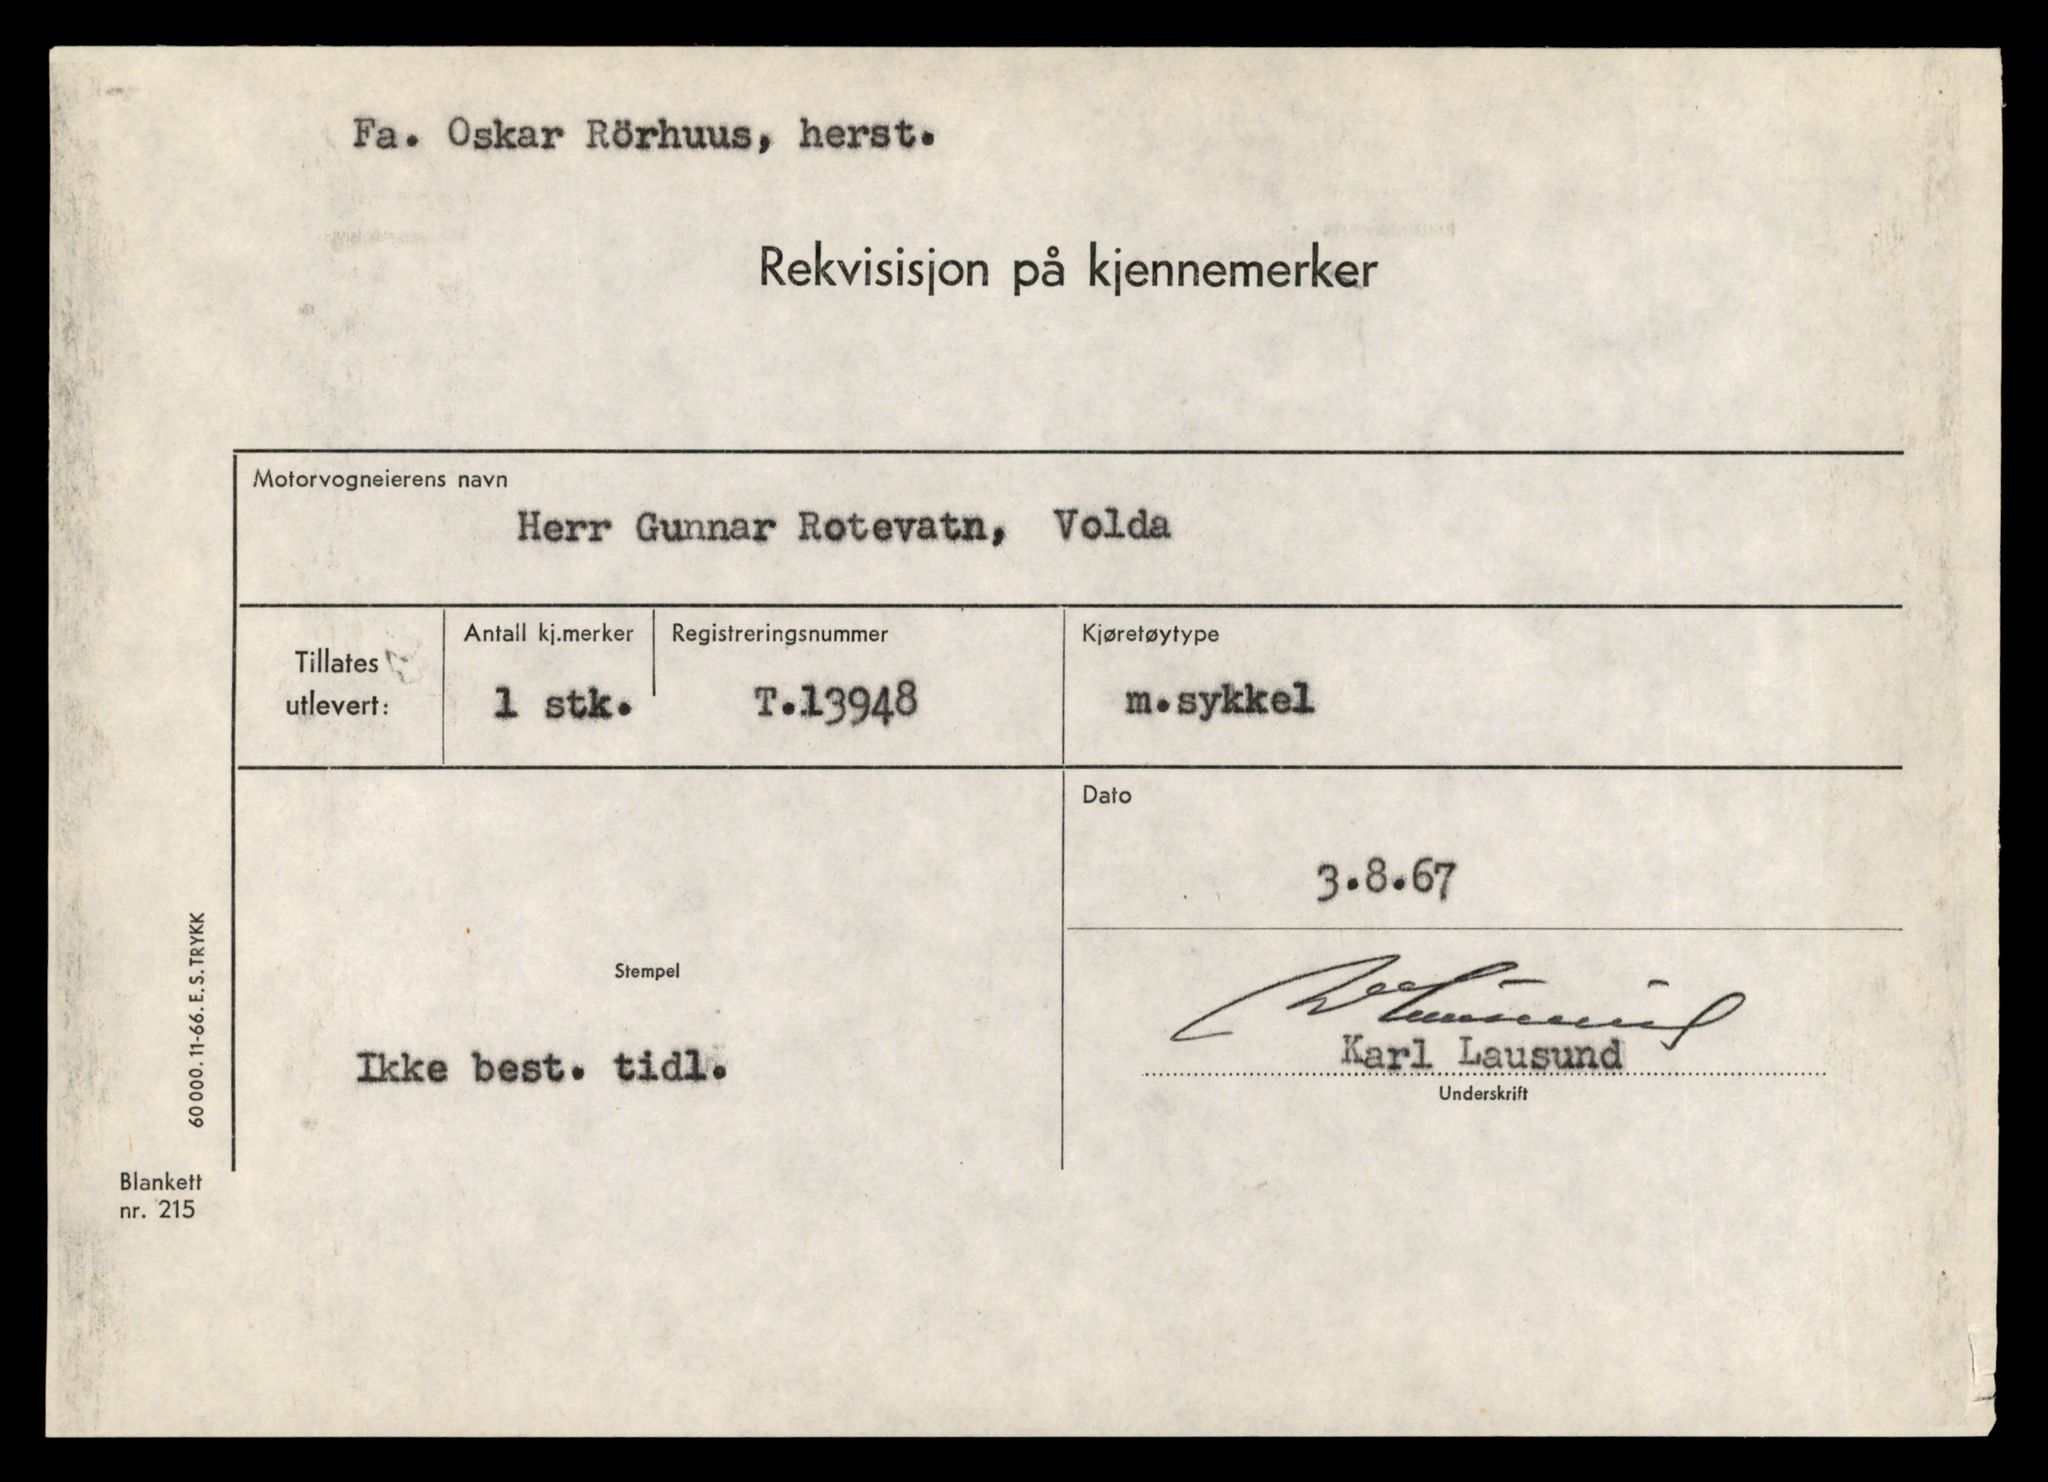 Fa. Oskar Rörhuus, herst.
Rekvisisjon på kjennemerker
Motorvogneierens navn
Herr Gunnar Rotevatn, Volda
Tillates
utlevert:
Antall kj.merker
1 stk.
Registreringsnummer
T.13948
Kjøretøytype
m.sykkel
Dato
3.8.67
Stempel
Ikke best. tidl.
Karl Lausund
Underskrift
60 000. 11-66. E. S. TRYKK
Blankett
nr. 215